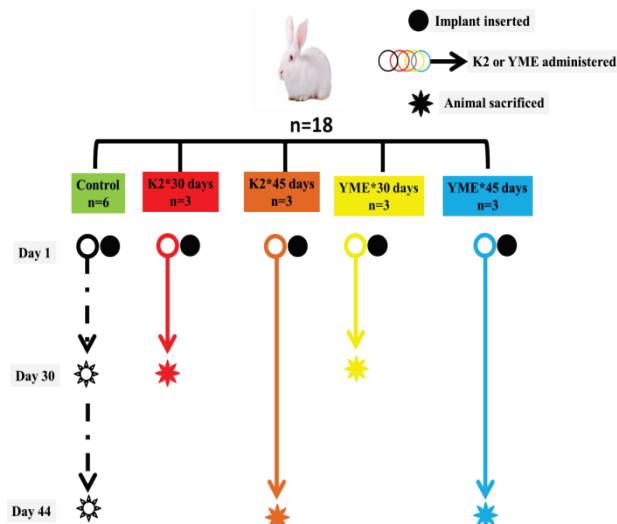 Implant inserted
K2 or YME administered
Animal sacrificed
n=18
Control
n=6
K2*30 days
n=3
K2*45 days
n=3
YME*30 days
n=3
YME*45 days
n=3
Day 1
Day 30
Day 44